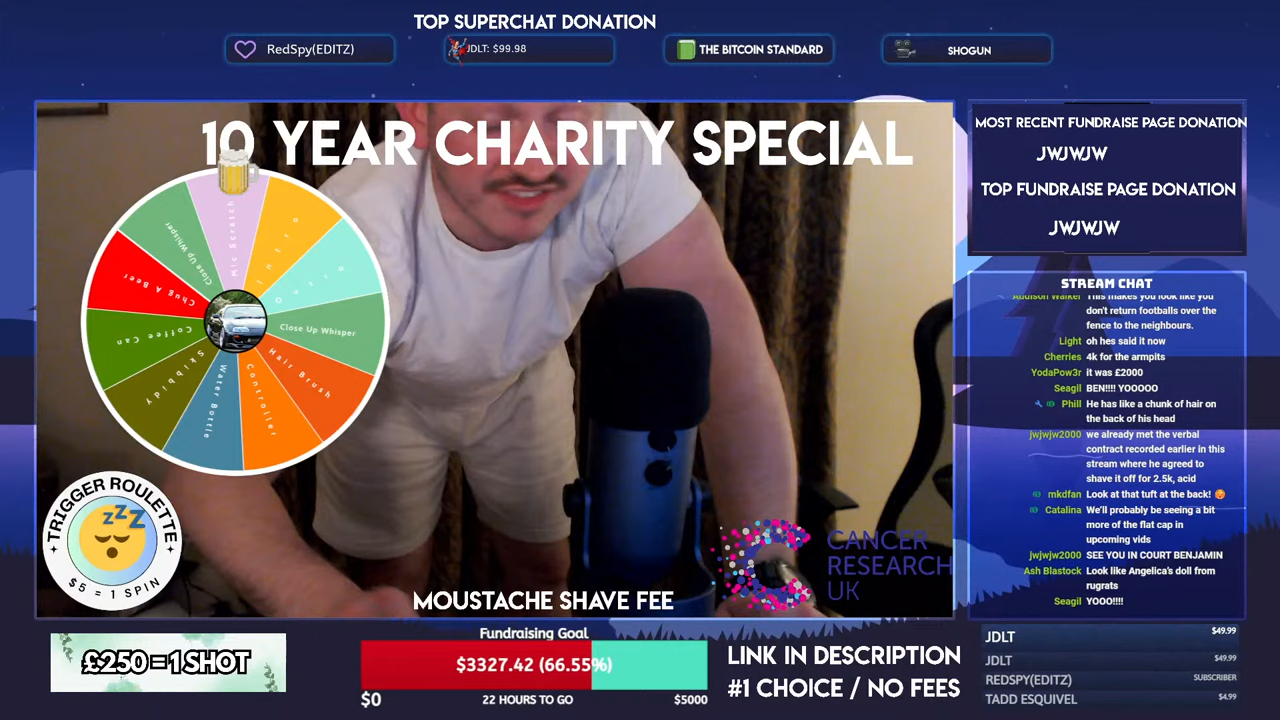 TOP SUPERCHAT DONATION
RedSpy(EDITZ)
JDLT: $99.98
THE BITCOIN STANDARD
SHOGUN
10 YEAR CHARITY SPECIAL
MOST RECENT FUNDRAISE PAGE DONATION
JWJWJW
TOP FUNDRAISE PAGE DONATION
JWJWJW
Mic Scratch
Close Up Whisper
Chug A Beer
Coffee Can
Skibbidy
Water Bottle
Controller
Hair Brush
Close Up Whisper
STREAM CHAT
Addison Walker This makes you look like you
don't return footballs over the
fence to the neighbours.
Light oh hes said it now
Cherries 4k for the armpits
YodaPow3r it was £2000
Seagil BEN!!!! YOOOOO
Phill He has like a chunk of hair on
the back of his head
jwjwjw2000 we already met the verbal
contract recorded earlier in this
stream where he agreed to
shave it off for 2.5k, acid
mkdfan Look at that tuft at the back!
Catalina We'll probably be seeing a bit
more of the flat cap in
upcoming vids
jwjwjw2000 SEE YOU IN COURT BENJAMIN
Ash Blastock Look like Angelica's doll from
rugrats
Seagil YOOO!!!!
TRIGGER ROULETTE
zzz
$5 = 1 SPIN
CANCER
RESEARCH
UK
MOUSTACHE SHAVE FEE
£250 = 1 SHOT
Fundraising Goal
$3327.42 (66.55%)
$0
22 HOURS TO GO
$5000
LINK IN DESCRIPTION
#1 CHOICE / NO FEES
JDLT $49.99
JDLT $49.99
REDSPY(EDITZ) SUBSCRIBER
TADD ESQUIVEL $4.99